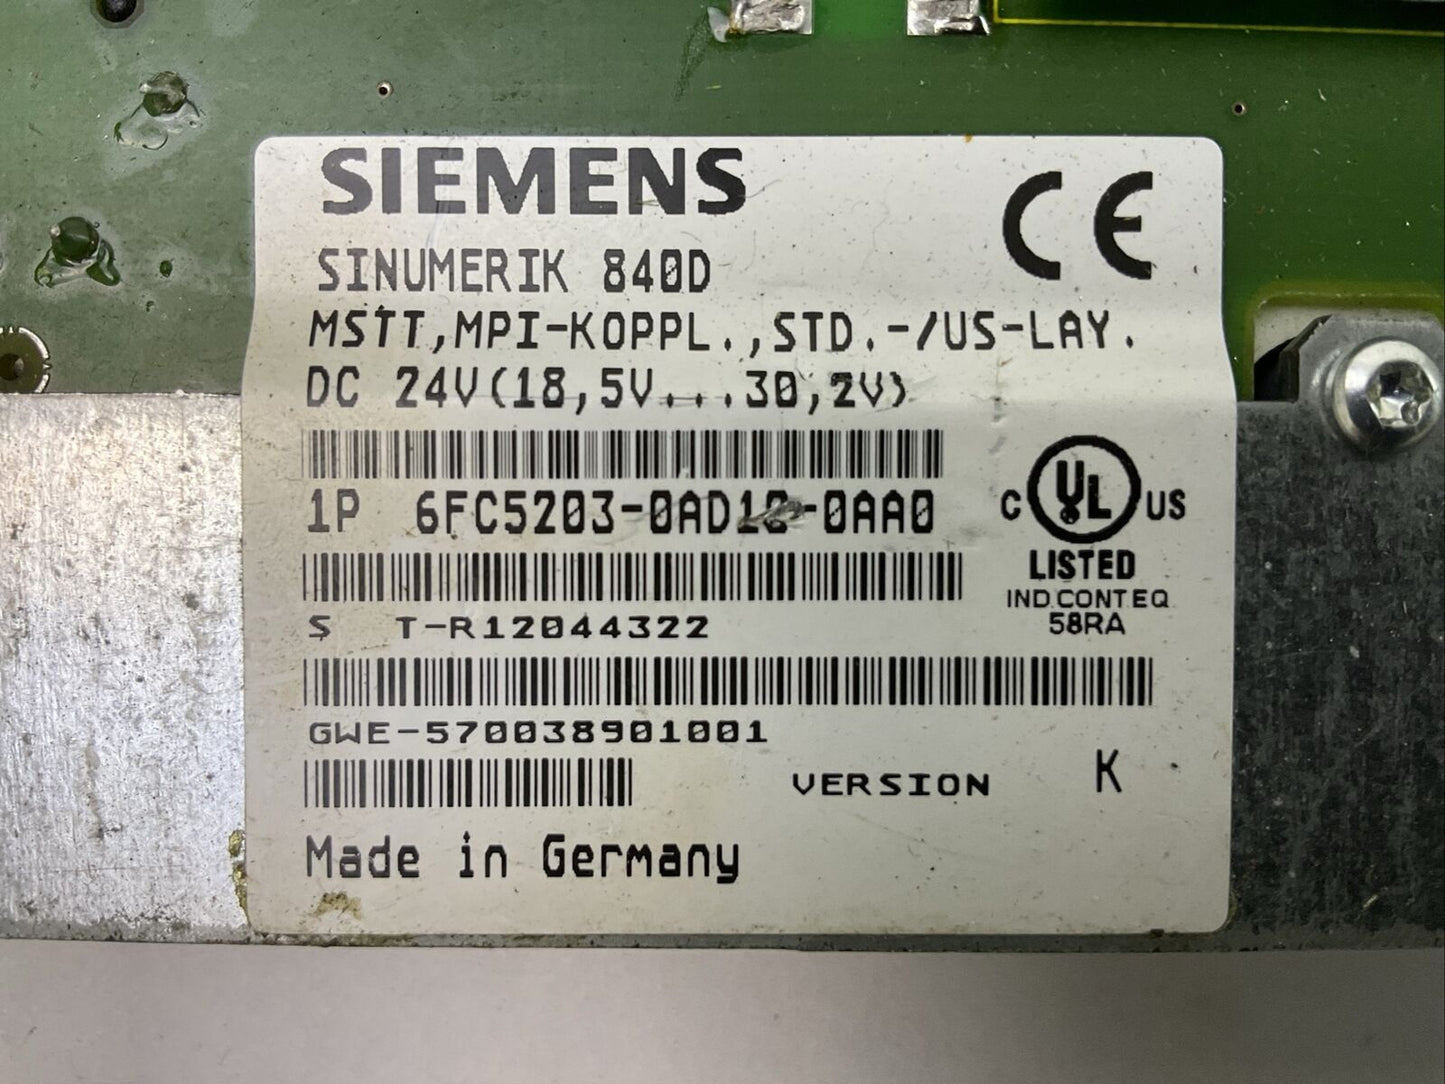 SIEMENS
CE
SINUMERIK 840D
MSTT,MPI-KOPPL.,STD.-/US-LAY.
DC 24V(18,5V...30,2V)
1P 6FC5203-0AD10-0AA0
C UL US
LISTED
IND.CONT.EQ
58RA
S T-R12044322
GWE-570038901001
VERSION K
Made in Germany